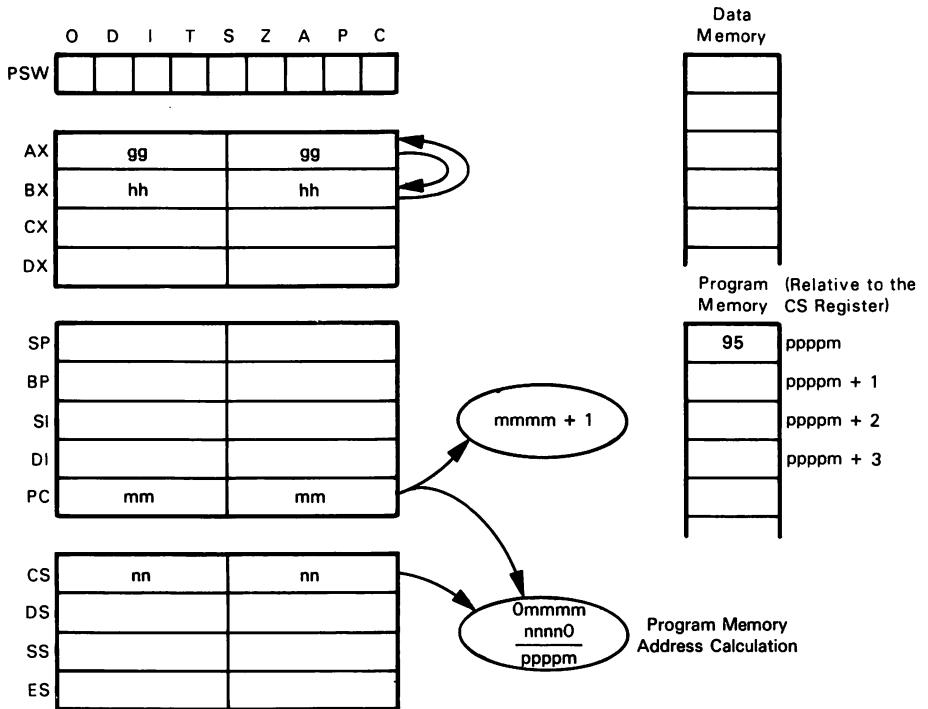 O D I T S Z A P C
PSW
AX gg gg
BX hh hh
CX
DX
SP
BP
SI
DI
PC mm mm
mmmm + 1
CS nn nn
DS
SS
ES
0mmmm
nnnn0
ppppm
Program Memory
Address Calculation
Data
Memory
Program (Relative to the
Memory CS Register)
95 ppppm
ppppm + 1
ppppm + 2
ppppm + 3